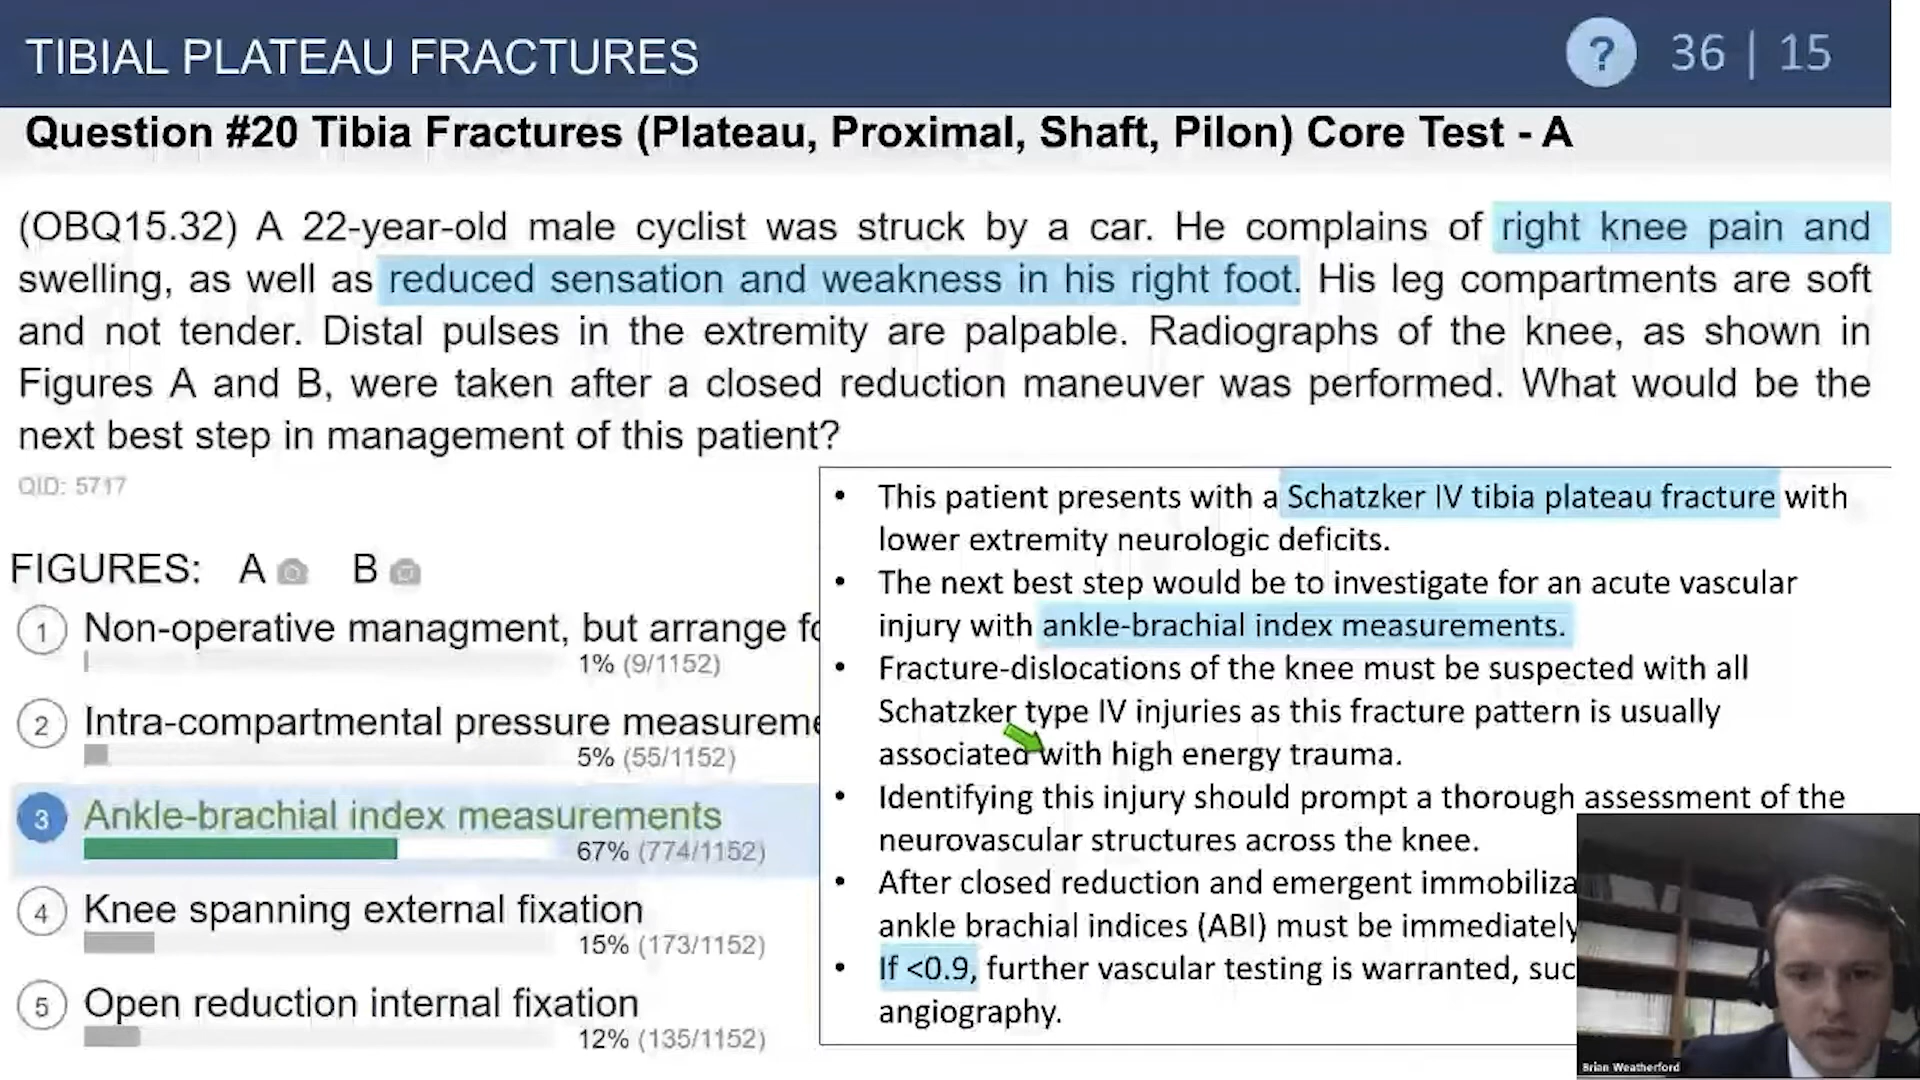 TIBIAL PLATEAU FRACTURES
? 36 | 15
Question #20 Tibia Fractures (Plateau, Proximal, Shaft, Pilon) Core Test - A
(OBQ15.32) A 22-year-old male cyclist was struck by a car. He complains of right knee pain and
swelling, as well as reduced sensation and weakness in his right foot. His leg compartments are soft
and not tender. Distal pulses in the extremity are palpable. Radiographs of the knee, as shown in
Figures A and B, were taken after a closed reduction maneuver was performed. What would be the
next best step in management of this patient?
QID: 5717
FIGURES: A B
1 Non-operative managment, but arrange
1% (9/1152)
2 Intra-compartmental pressure
5% (55/1152)
3 Ankle-brachial index measurements
67% (774/1152)
4 Knee spanning external fixation
15% (173/1152)
5 Open reduction internal fixation
12% (135/1152)
• This patient presents with a Schatzker IV tibia plateau fracture with
lower extremity neurologic deficits.
• The next best step would be to investigate for an acute vascular
injury with ankle-brachial index measurements.
• Fracture-dislocations of the knee must be suspected with all
Schatzker type IV injuries as this fracture pattern is usually
associated with high energy trauma.
• Identifying this injury should prompt a thorough assessment of the
neurovascular structures across the knee.
• After closed reduction and emergent
ankle brachial indices (ABI) must be immediately
• If <0.9, further vascular testing is warranted,
angiography.
Brian Weatherford